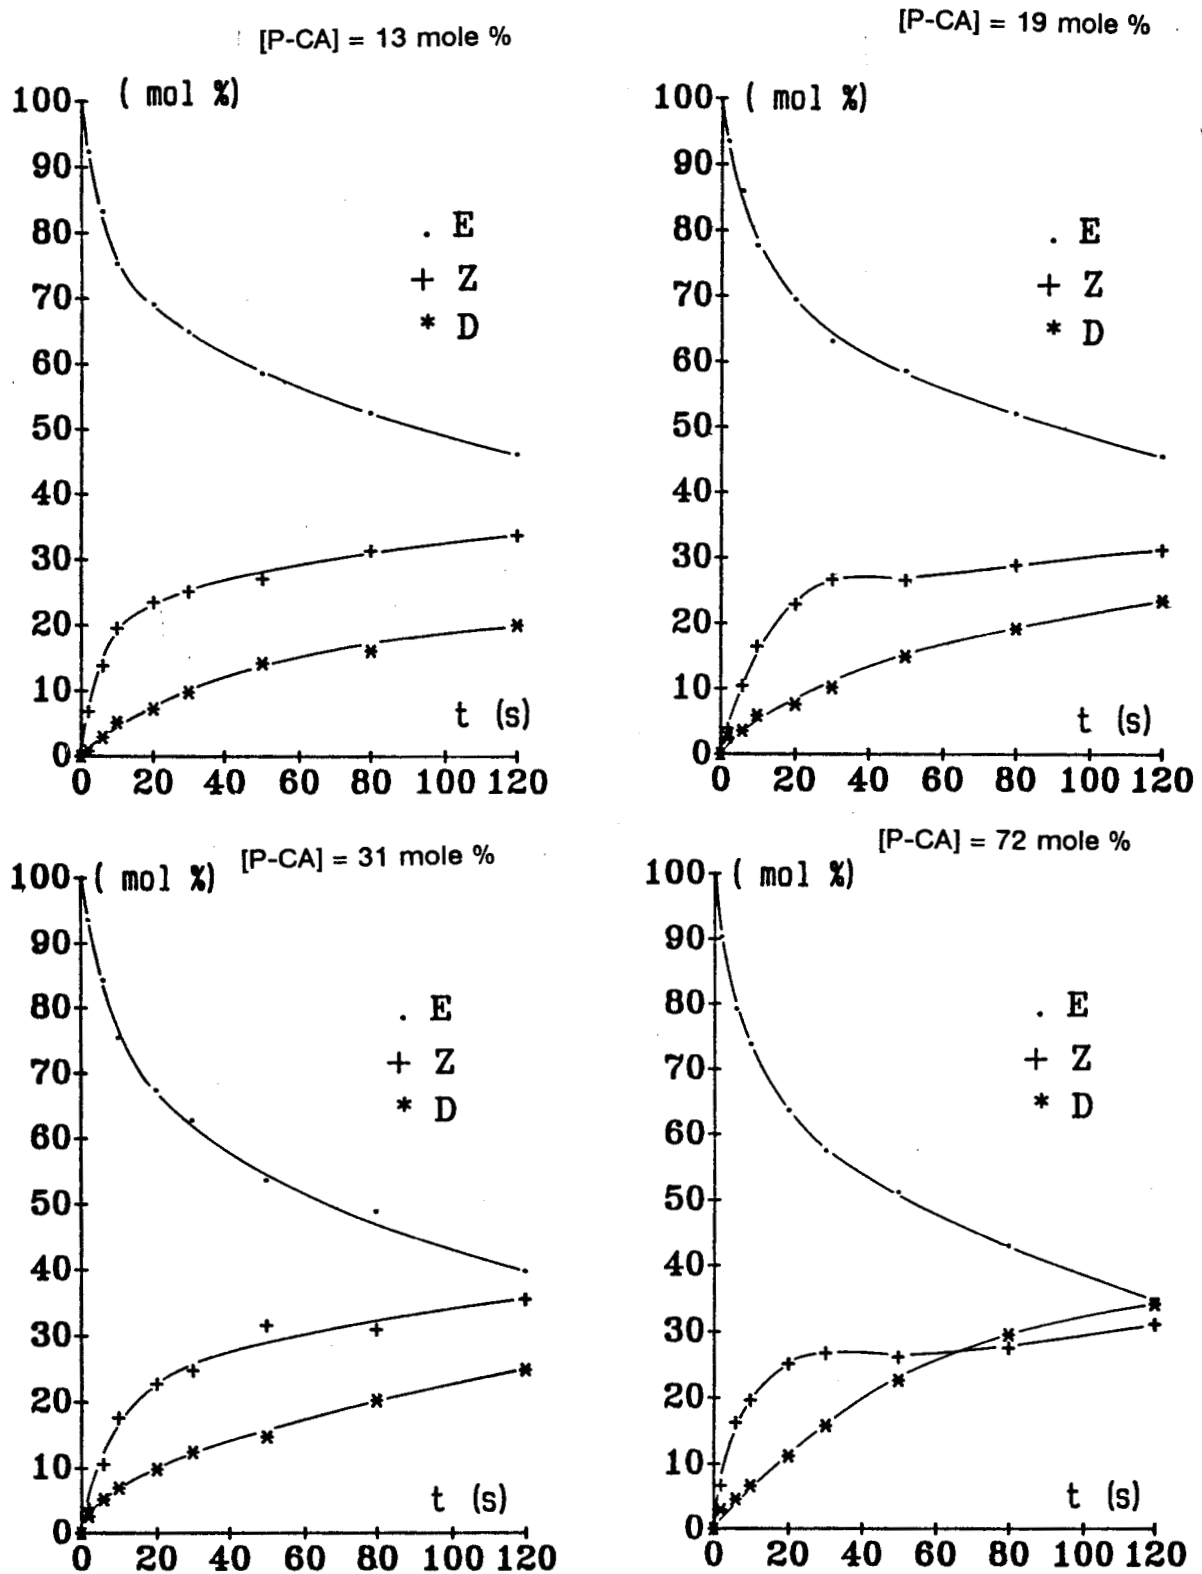 [P-CA] = 13 mole %
100 ( mol %)
90
80
70
60
50
40
30
20
10
0
. E
+ Z
* D
t (s)
0 20 40 60 80 100 120
[P-CA] = 19 mole %
100 ( mol %)
90
80
70
60
50
40
30
20
10
0
. E
+ Z
* D
t (s)
0 20 40 60 80 100 120
[P-CA] = 31 mole %
100 ( mol %)
90
80
70
60
50
40
30
20
10
0
. E
+ Z
* D
t (s)
0 20 40 60 80 100 120
[P-CA] = 72 mole %
100 ( mol %)
90
80
70
60
50
40
30
20
10
0
. E
+ Z
* D
t (s)
0 20 40 60 80 100 120